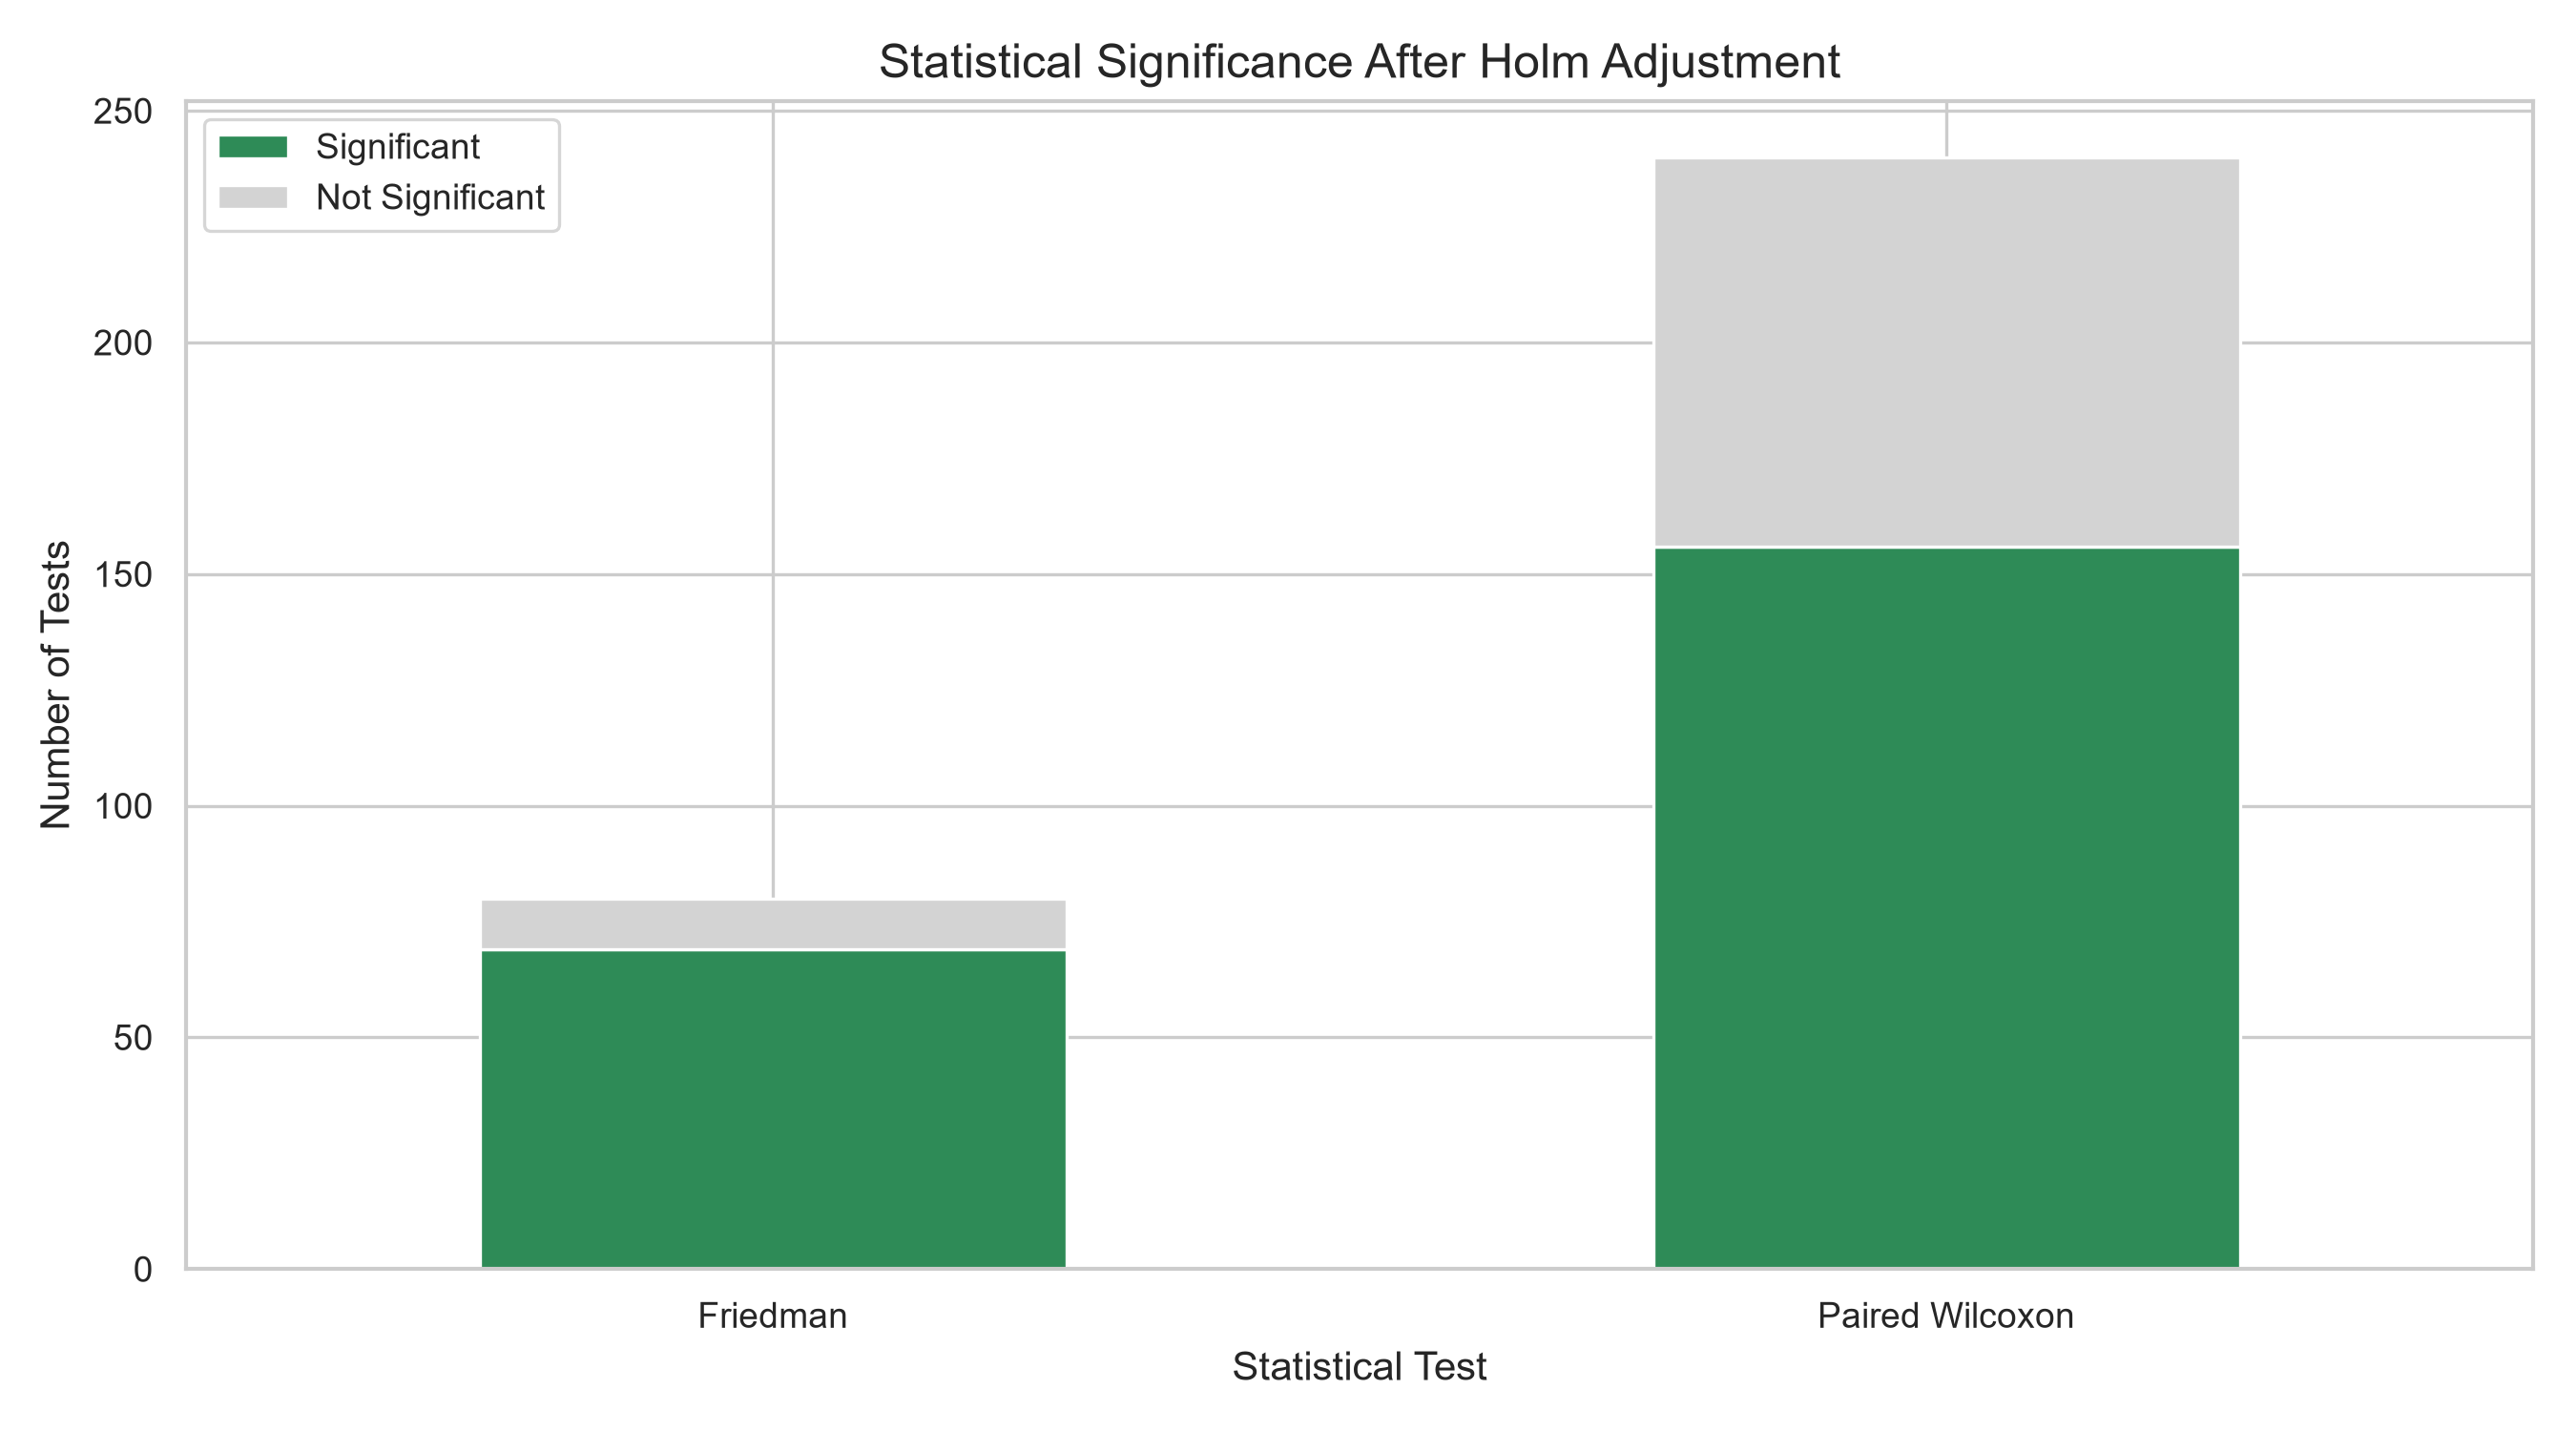 Statistical Significance After Holm Adjustment
Significant
Not Significant
250
200
150
100
50
0
Number of Tests
Friedman
Paired Wilcoxon
Statistical Test